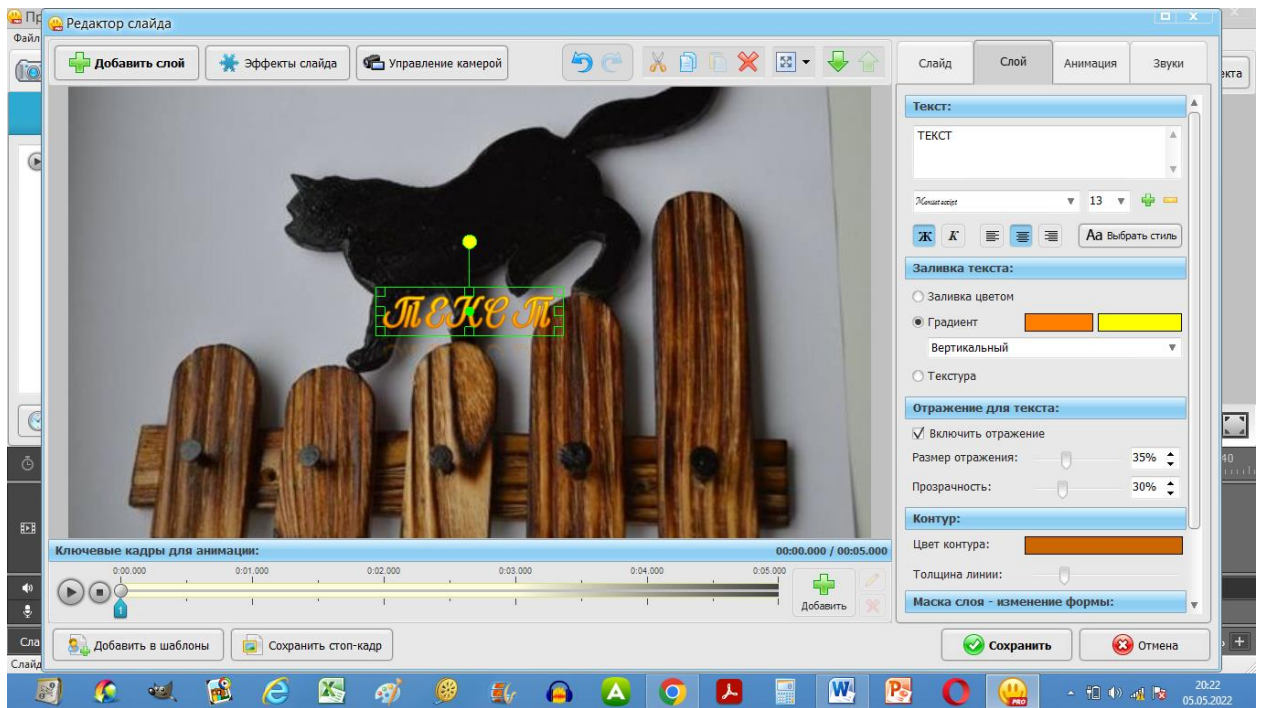 Редактор слайда
Файл
Добавить слой
Эффекты слайда
Управление камерой
Слайд
Слой
Анимация
Звуки
Текст:
ТЕКСТ
Monotype script
13
Ж К
Аа Выбрать стиль
Заливка текста:
Заливка цветом
Градиент
Вертикальный
Текстура
ТЕКСТ
Отражение для текста:
Включить отражение
Размер отражения: 35%
Прозрачность: 30%
Контур:
Цвет контура:
Толщина линии:
Маска слоя - изменение формы:
Ключевые кадры для анимации: 00:00.000 / 00:05.000
0:00.000 0:01.000 0:02.000 0:03.000 0:04.000 0:05.000
1
Добавить
Добавить в шаблоны
Сохранить стоп-кадр
Сохранить
Отмена
20:22
05.05.2022